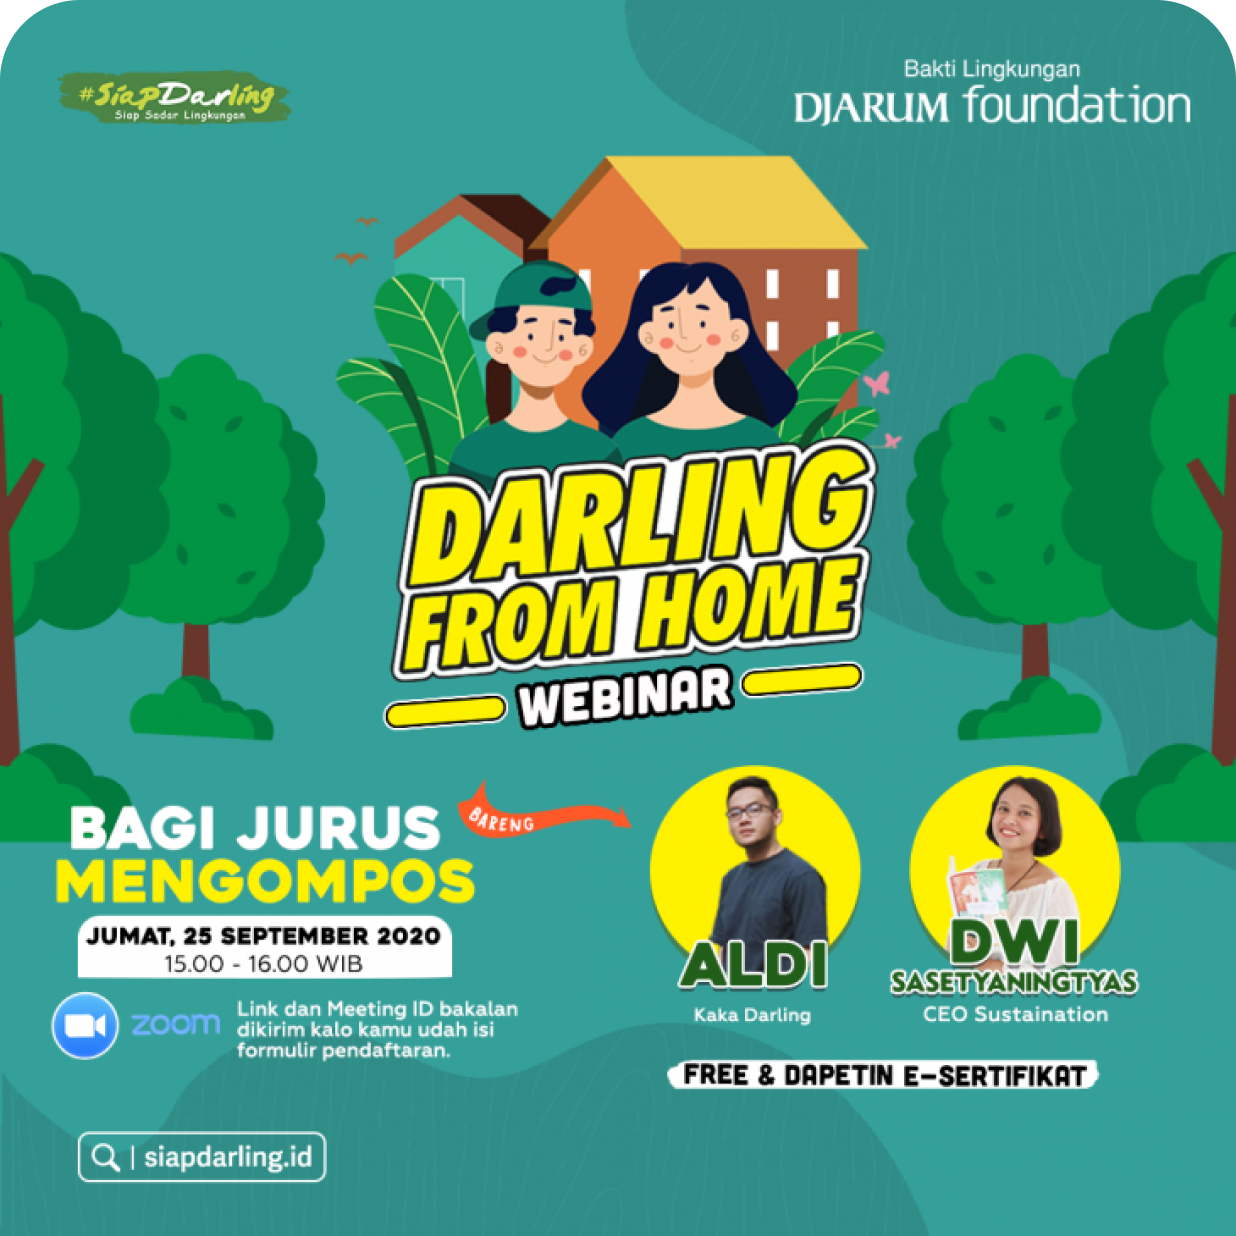 #SiapDarling
Siap Sadar Lingkungan
Bakti Lingkungan
DJARUM foundation
DARLING
FROM HOME
WEBINAR
BAGI JURUS
MENGOMPOS
BARENG
JUMAT, 25 SEPTEMBER 2020
15.00 - 16.00 WIB
zoom
Link dan Meeting ID bakalan
dikirim kalo kamu udah isi
formulir pendaftaran.
ALDI
Kaka Darling
DWI
SASETYANINGTYAS
CEO Sustaination
FREE & DAPETIN E-SERTIFIKAT
| siapdarling.id